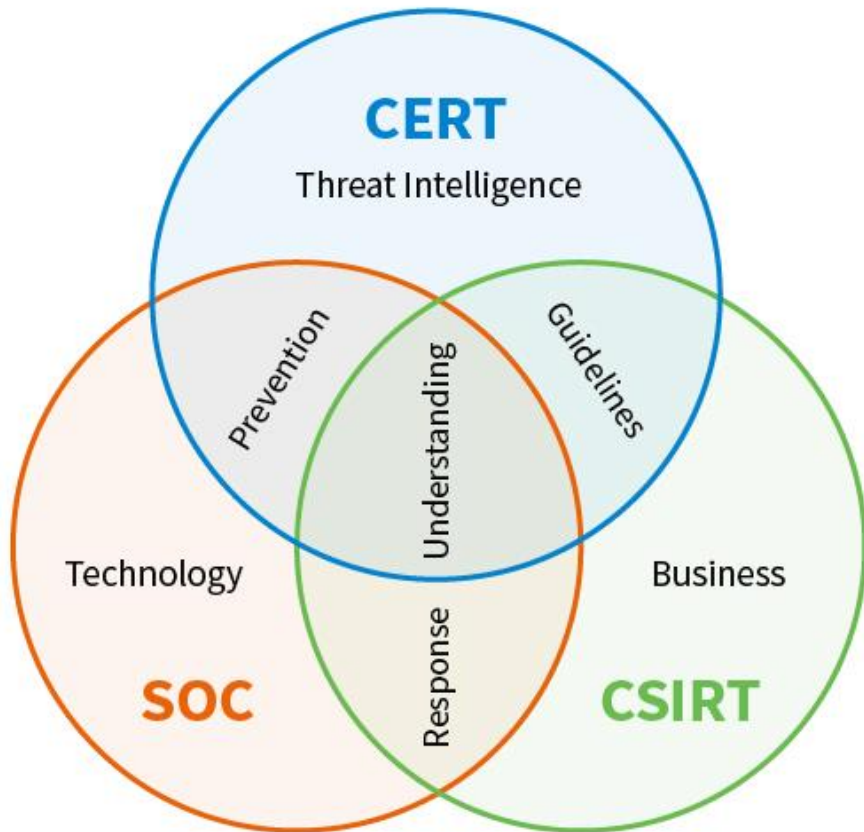 CERT
Threat Intelligence
Prevention
Understanding
Guidelines
Technology
Business
Response
SOC
CSIRT